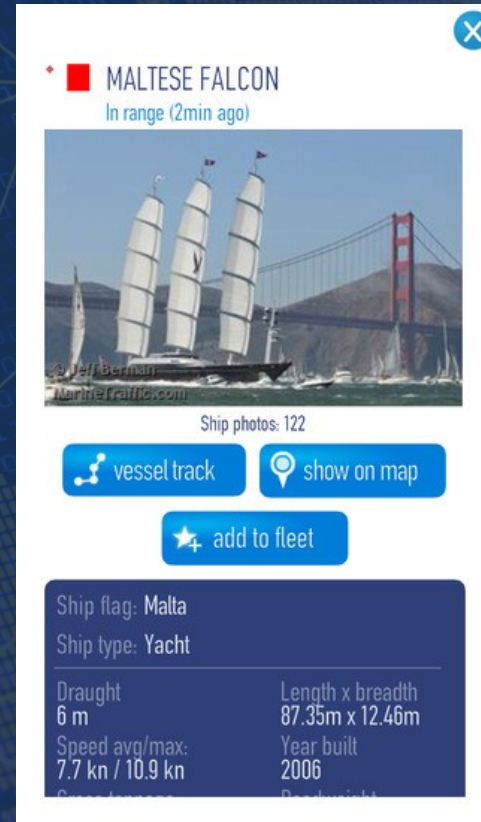 MALTESE FALCON
In range (2min ago)
© Jeff Berman
MarineTraffic.com
Ship photos: 122
vessel track
show on map
add to fleet
Ship flag: Malta
Ship type: Yacht
Draught
Length x breadth
6 m
87.35m x 12.46m
Speed avg/max:
Year built
7.7 kn / 10.9 kn
2006